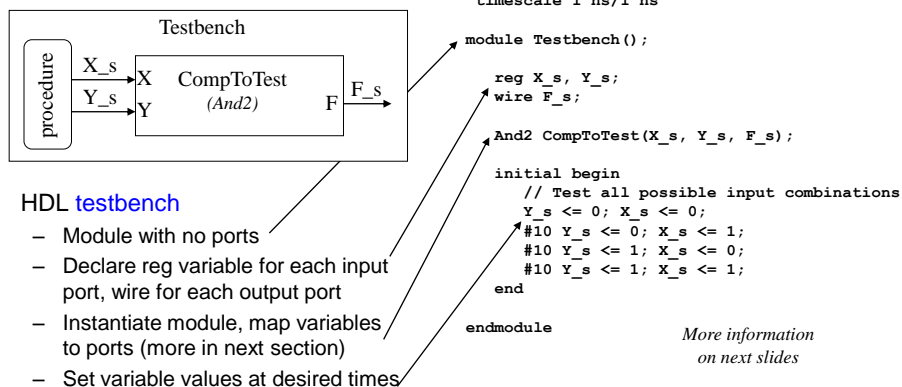 Testbench
procedure
X_s
Y_s
X
Y
CompToTest
(And2)
F
F_s
HDL testbench
– Module with no ports
– Declare reg variable for each input
port, wire for each output port
– Instantiate module, map variables
to ports (more in next section)
– Set variable values at desired times
timescale 1 ns/1 ns
module Testbench();
reg X_s, Y_s;
wire F_s;
And2 CompToTest(X_s, Y_s, F_s);
initial begin
// Test all possible input combinations
Y_s <= 0; X_s <= 0;
#10 Y_s <= 0; X_s <= 1;
#10 Y_s <= 1; X_s <= 0;
#10 Y_s <= 1; X_s <= 1;
end
endmodule
More information
on next slides